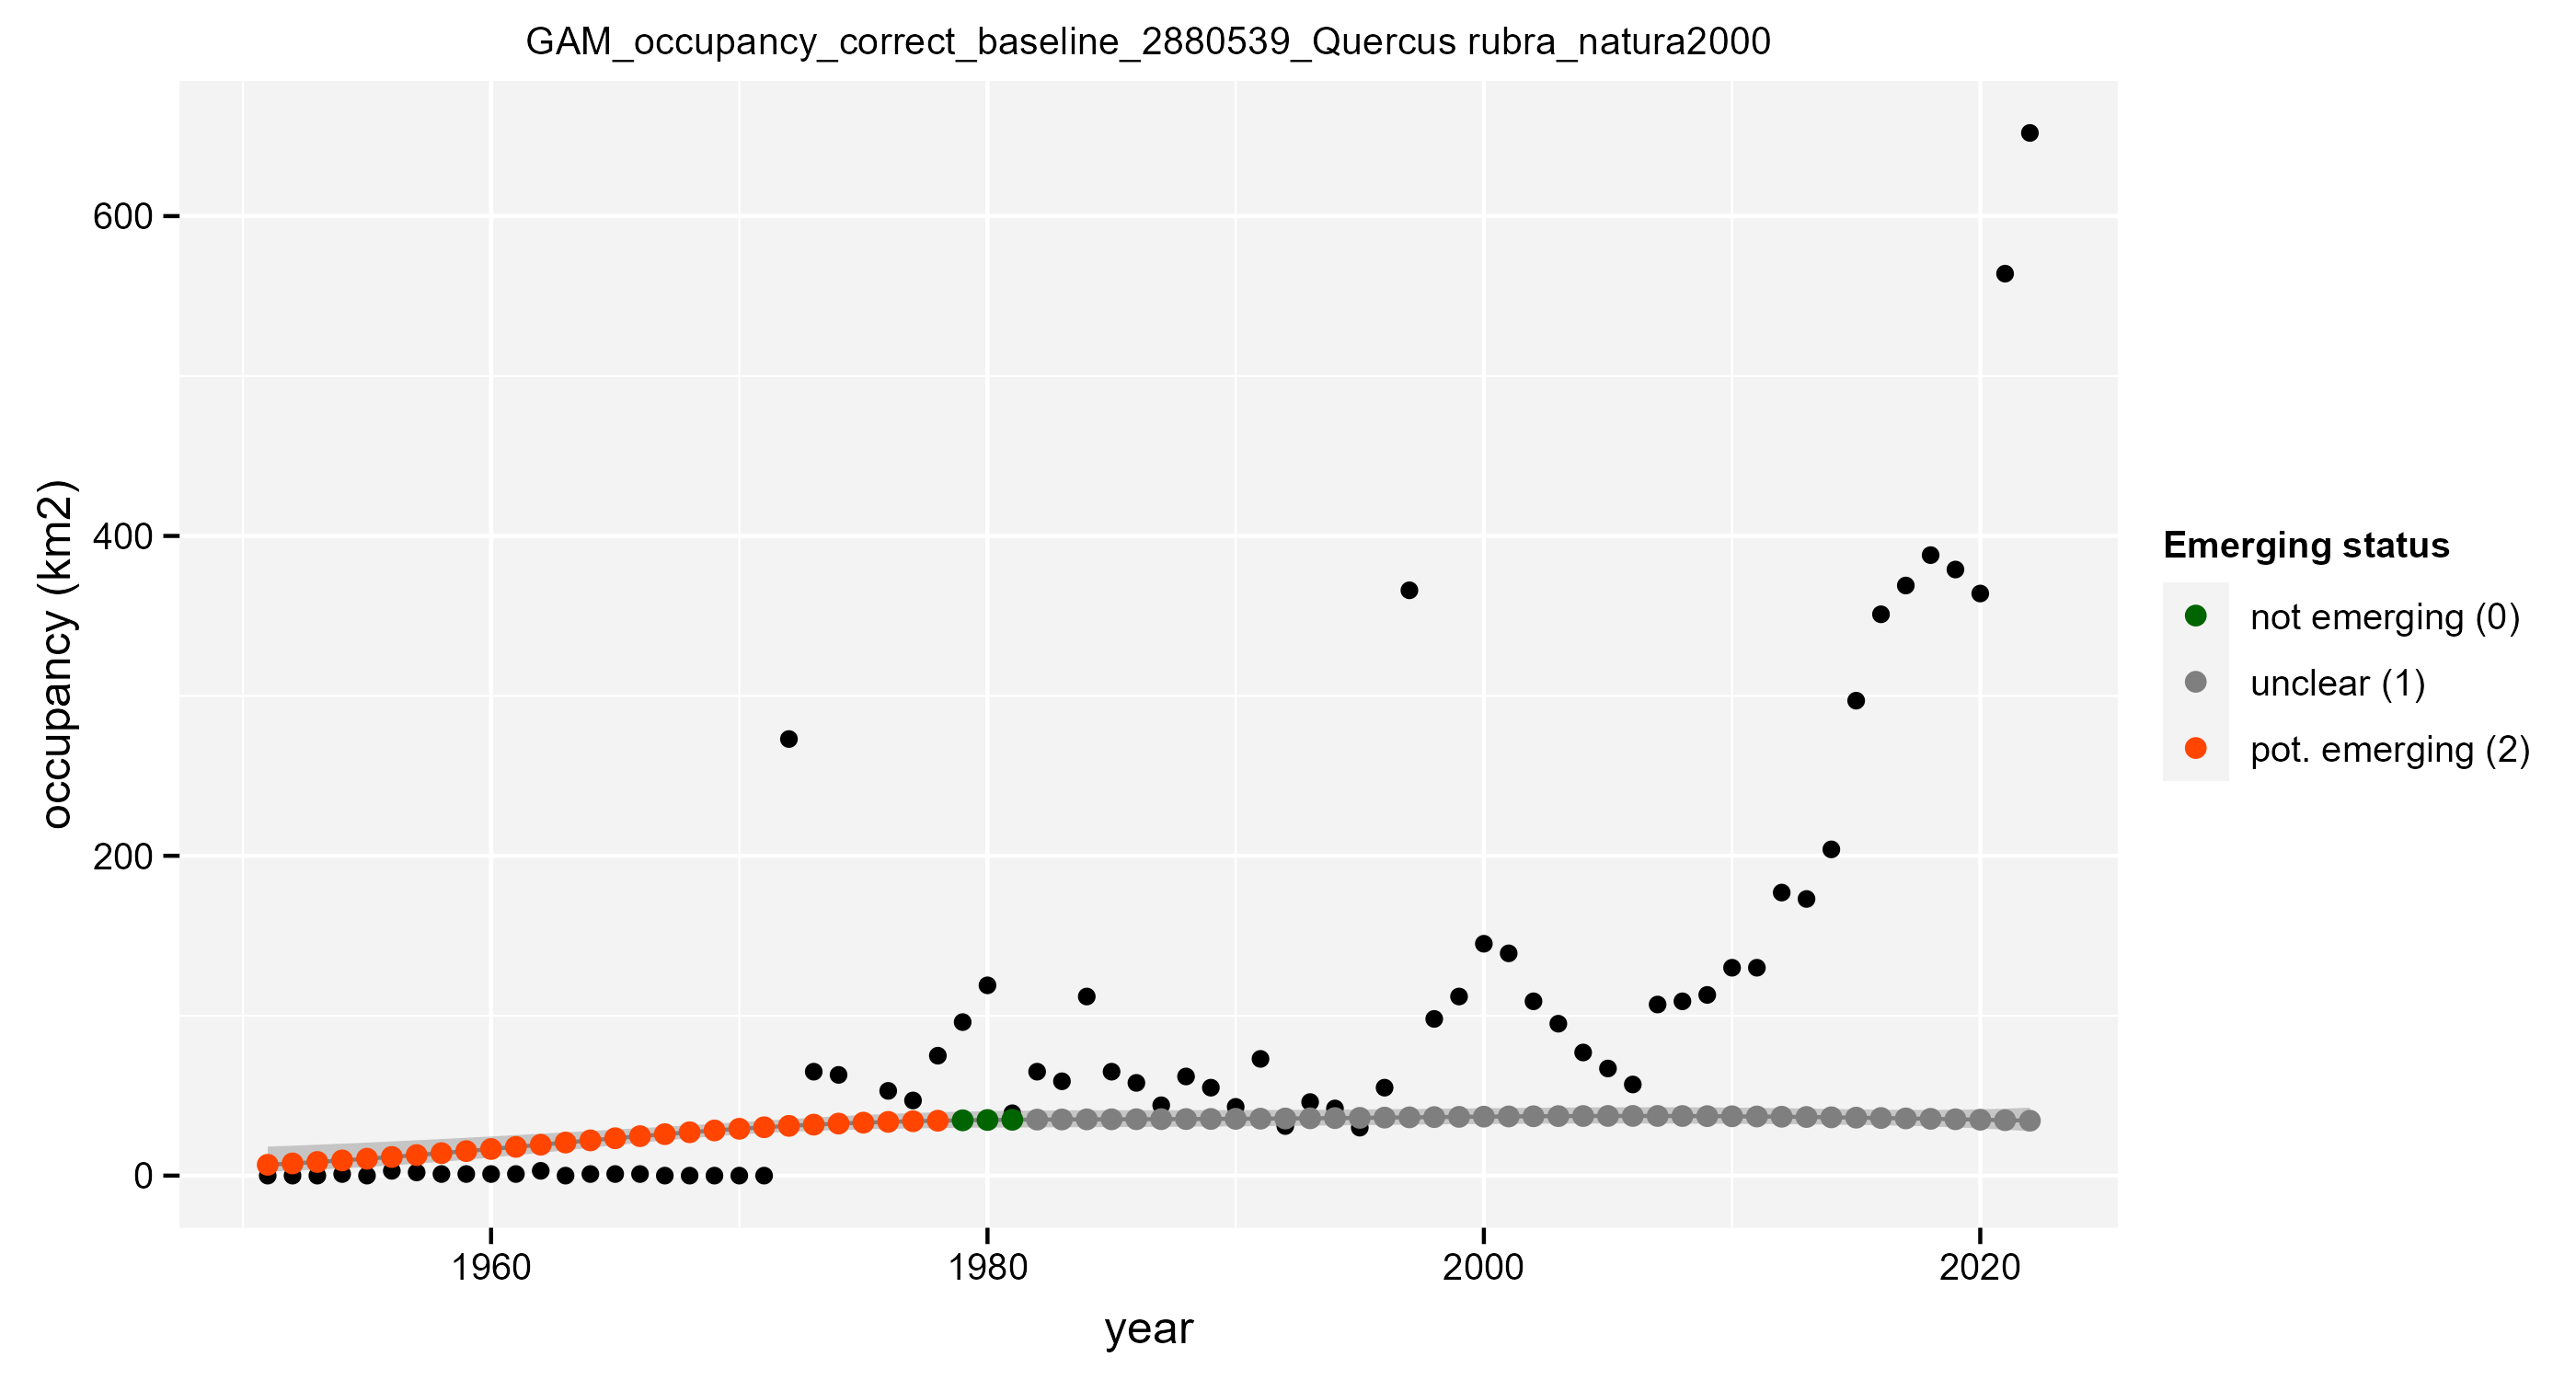 GAM_occupancy_correct_baseline_2880539_Quercus rubra_natura2000
occupancy (km2)
600
400
200
0
1960
1980
2000
2020
year
Emerging status
not emerging (0)
unclear (1)
pot. emerging (2)